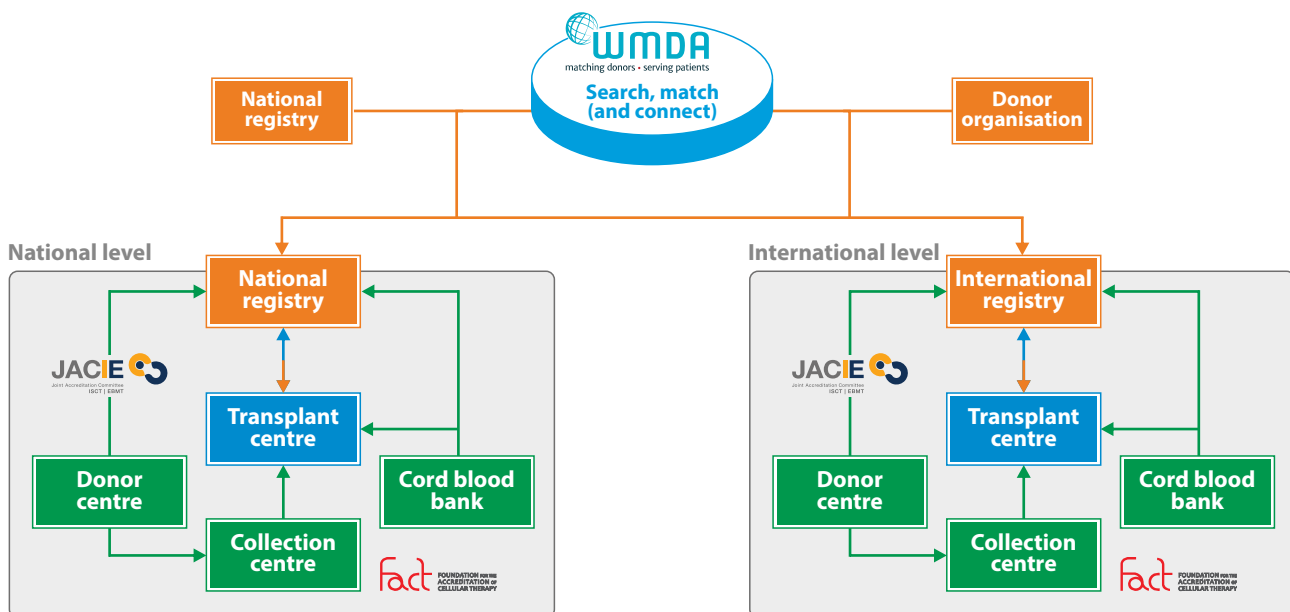 WMDA
matching donors • serving patients
Search, match
(and connect)
National
registry
Donor
organisation
National level
National
registry
JACIE
Joint Accreditation Committee
ISCT | EBMT
Transplant
centre
Donor
centre
Cord blood
bank
Collection
centre
fact
FOUNDATION FOR THE
ACCREDITATION OF
CELLULAR THERAPY
International level
International
registry
JACIE
Joint Accreditation Committee
ISCT | EBMT
Transplant
centre
Donor
centre
Cord blood
bank
Collection
centre
fact
FOUNDATION FOR THE
ACCREDITATION OF
CELLULAR THERAPY